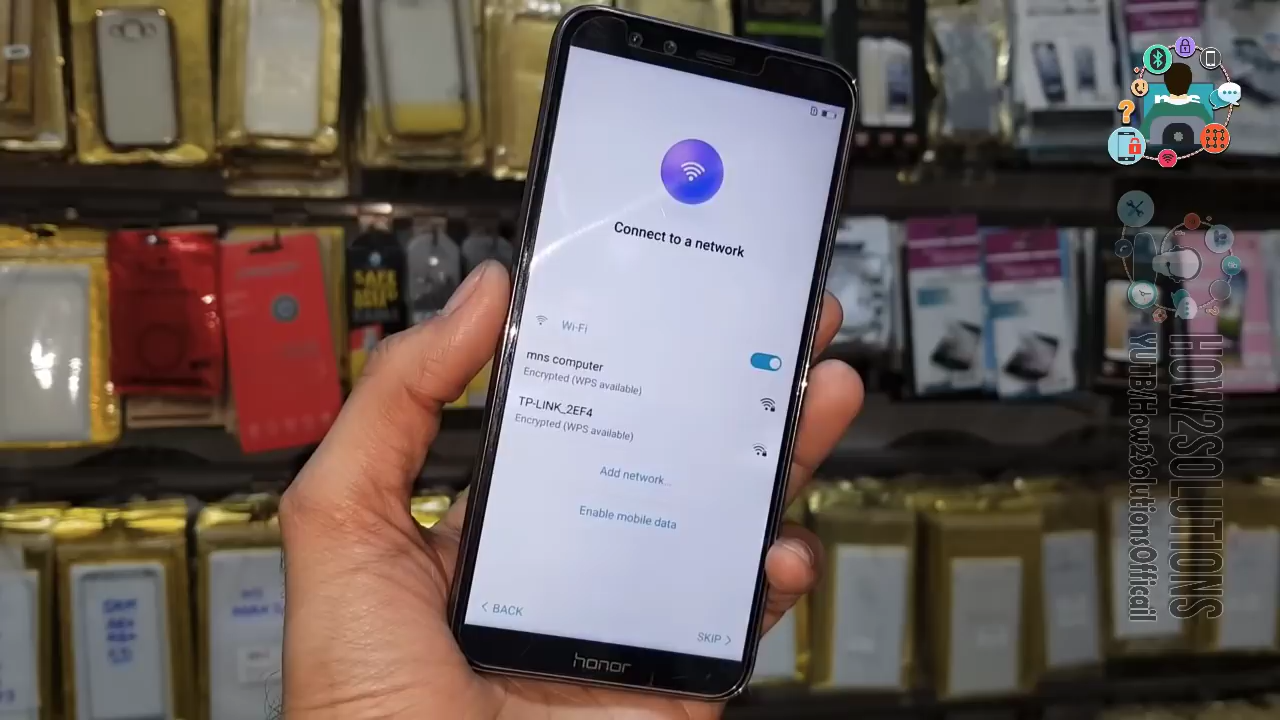 Connect to a network
Wi-Fi
mns computer
Encrypted (WPS available)
TP-LINK_2EF4
Encrypted (WPS available)
Add network...
Enable mobile data
BACK
SKIP
honor
SAFE
HOW2SOLUTIONS
YUTB/How2SolutionsOfficail